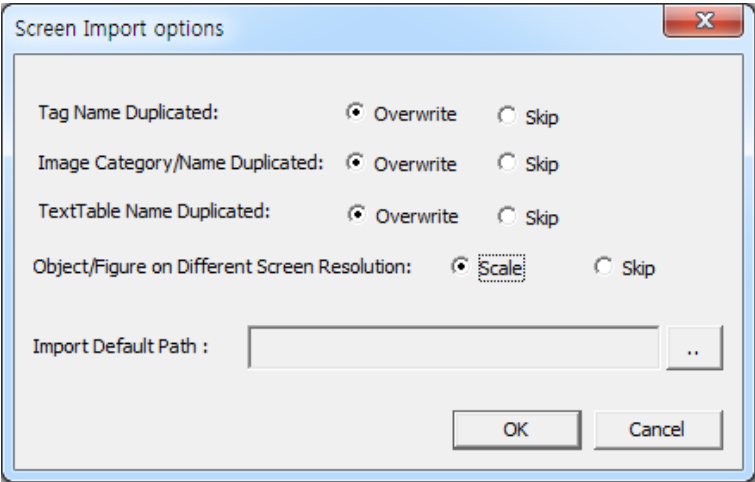 Screen Import options
Tag Name Duplicated: Overwrite Skip
Image Category/Name Duplicated: Overwrite Skip
TextTable Name Duplicated: Overwrite Skip
Object/Figure on Different Screen Resolution: Scale Skip
Import Default Path : ..
OK Cancel